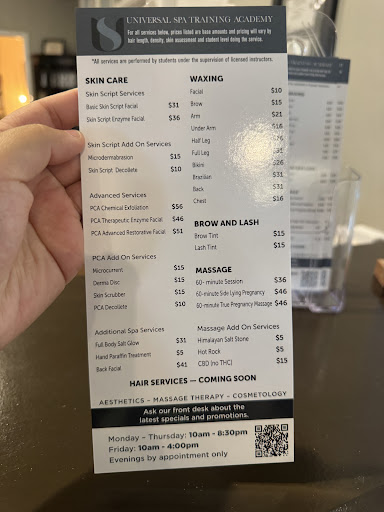 UNIVERSAL SPA TRAINING ACADEMY
For all services below, prices listed are base amounts and pricing will vary by
hair length, density, skin assessment and student level doing the service.
*All services are performed by students under the supervision of licensed instructors.
SKIN CARE
Skin Script Services
Basic Skin Script Facial $31
Skin Script Enzyme Facial $36
Skin Script Add On Services
Microdermabrasion $15
Skin Script Decollete $10
Advanced Services
PCA Chemical Exfoliation $56
PCA Therapeutic Enzyme Facial $46
PCA Advanced Restorative Facial $51
PCA Add On Services
Microcurrent $15
Derma Disc $15
Skin Scrubber $15
PCA Decollete $10
Additional Spa Services
Full Body Salt Glow $31
Hand Paraffin Treatment $5
Back Facial $41
WAXING
Facial $10
Brow $15
Arm $21
Under Arm $16
Half Leg
Full Leg $31
Bikini $26
Brazilian $31
Back $31
Chest $16
BROW AND LASH
Brow Tint $15
Lash Tint $15
MASSAGE
60- minute Session $36
60-minute Side Lying Pregnancy $46
60-minute True Pregnancy Massage $46
Massage Add On Services
Himalayan Salt Stone $5
Hot Rock $5
CBD (no THC) $15
HAIR SERVICES — COMING SOON
AESTHETICS – MASSAGE THERAPY – COSMETOLOGY
Ask our front desk about the
latest specials and promotions.
Monday – Thursday: 10am - 8:30pm
Friday: 10am - 4:00pm
Evenings by appointment only